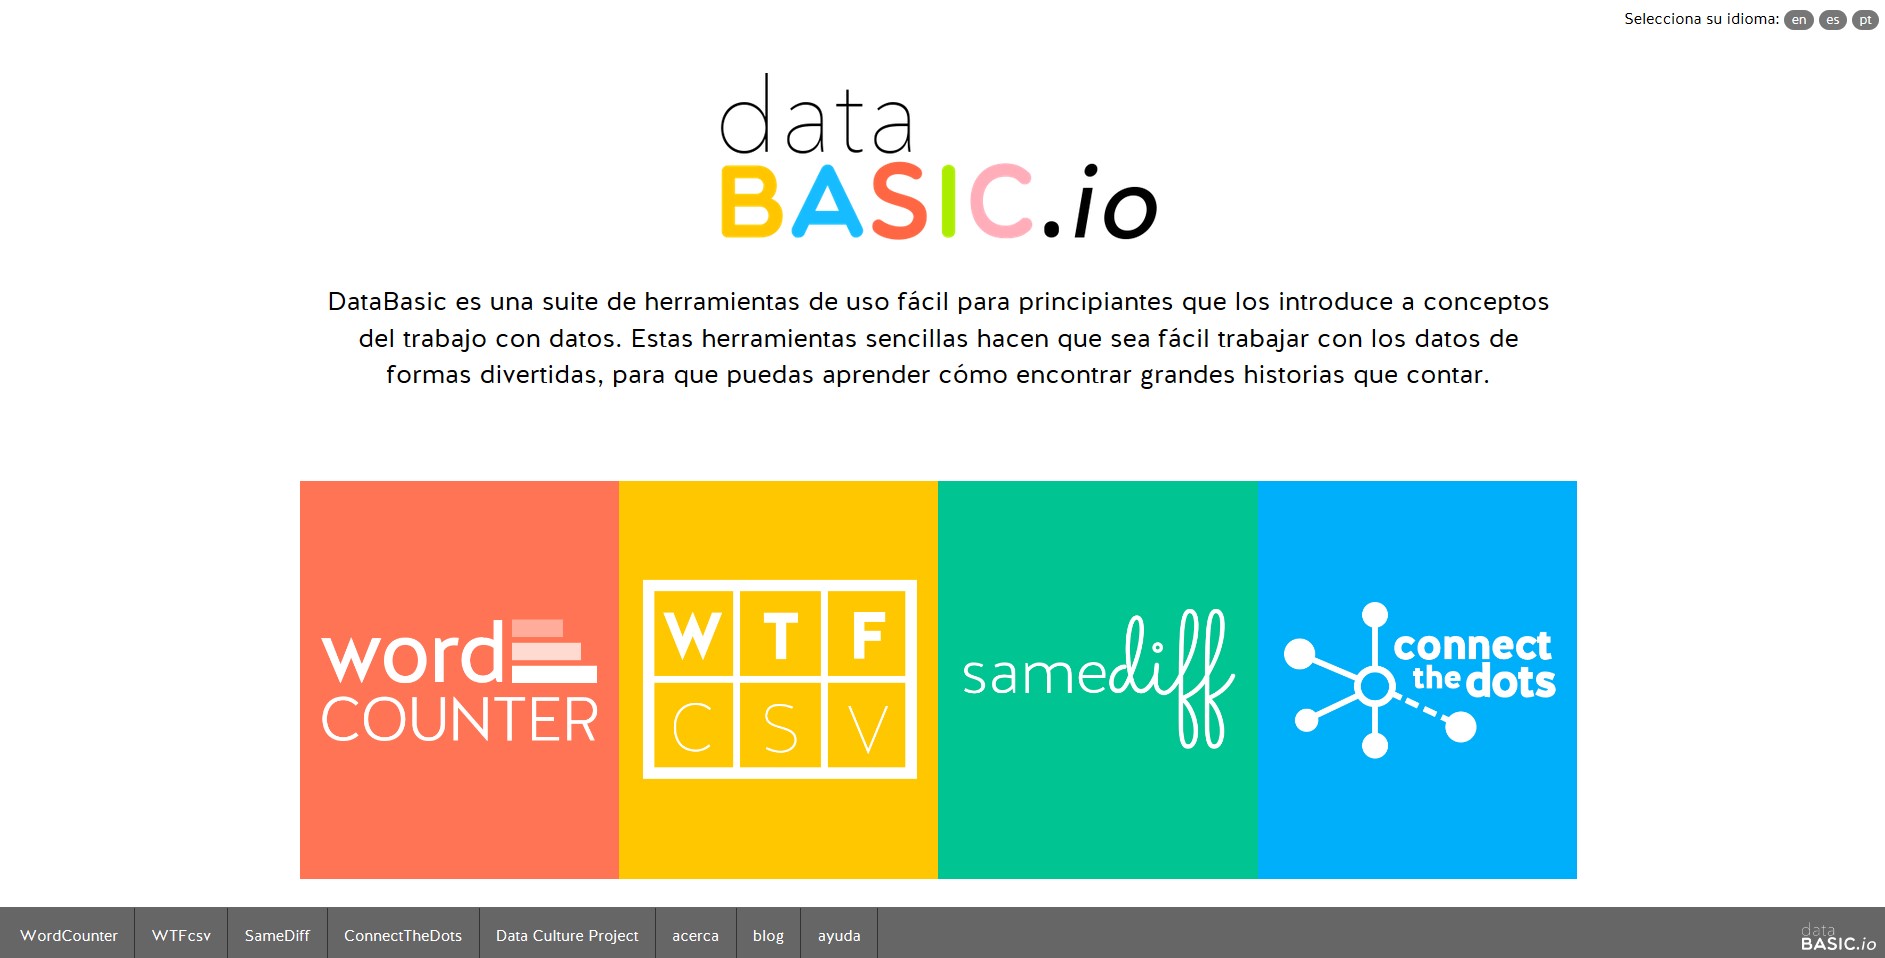 Selecciona su idioma: en es pt
data
BASIC.io
DataBasic es una suite de herramientas de uso fácil para principiantes que los introduce a conceptos
del trabajo con datos. Estas herramientas sencillas hacen que sea fácil trabajar con los datos de
formas divertidas, para que puedas aprender cómo encontrar grandes historias que contar.
word
COUNTER
WTF
CSV
samediff
connect
the dots
WordCounter WTFcsv SameDiff ConnectTheDots Data Culture Project acerca blog ayuda
data
BASIC.io